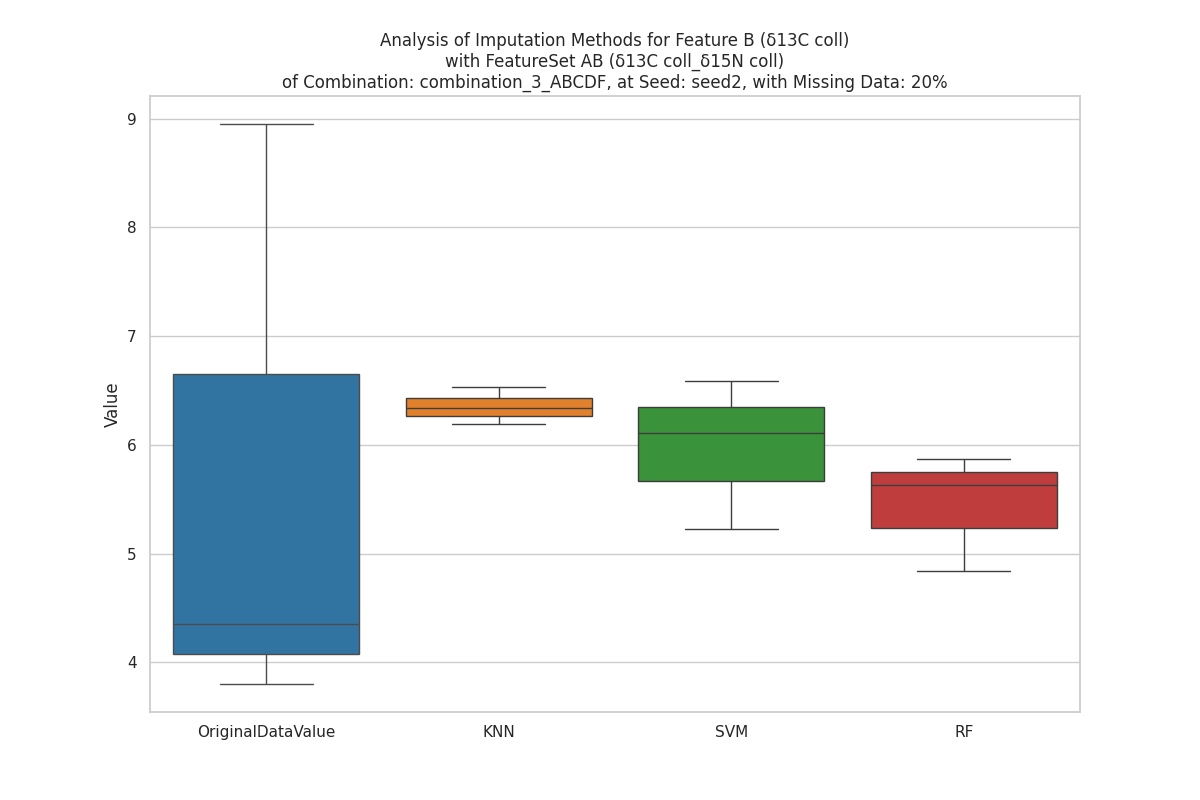 Analysis of Imputation Methods for Feature B (δ13C coll)
with FeatureSet AB (δ13C coll_δ15N coll)
of Combination: combination_3_ABCDF, at Seed: seed2, with Missing Data: 20%
9
8
7
6
5
4
Value
OriginalDataValue
KNN
SVM
RF